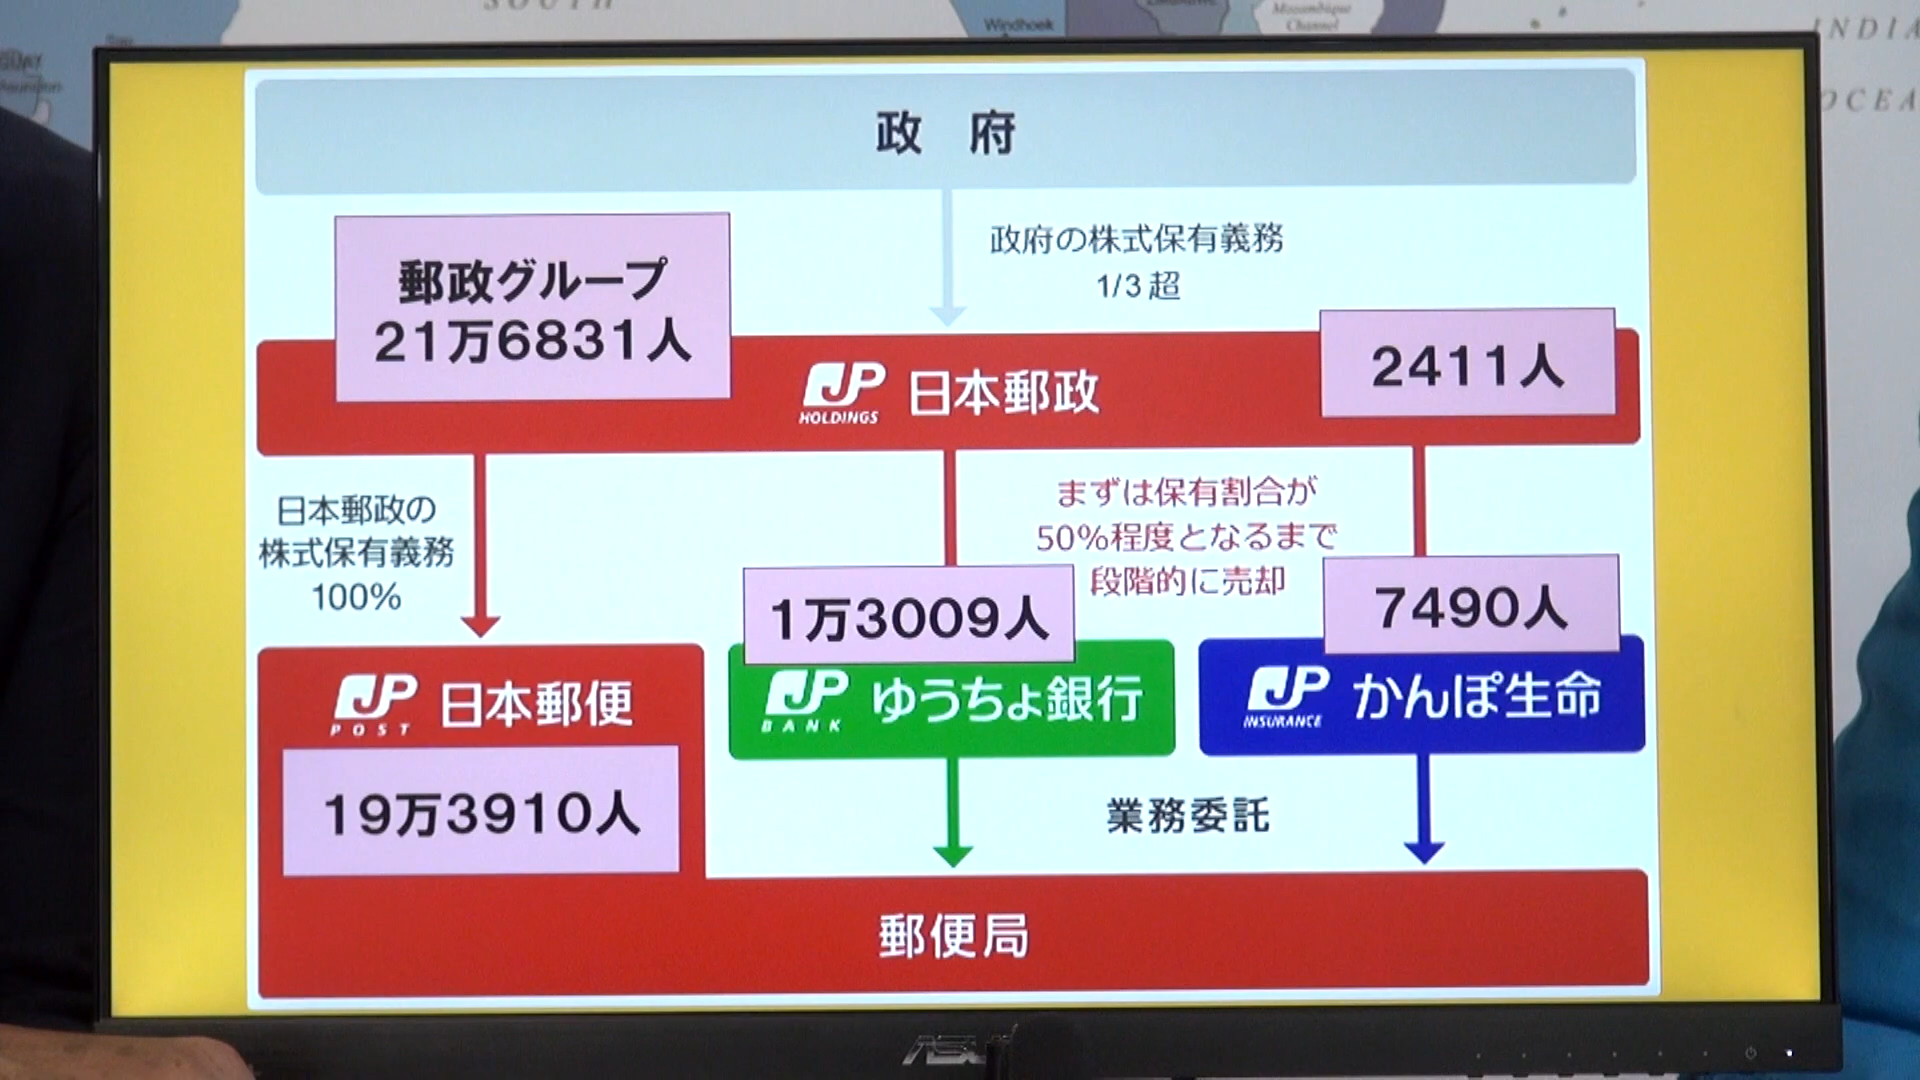 SOUTH
Windhoek
Mozambique
Channel
INDIA
OCEA
政 府
政府の株式保有義務
1/3 超
郵政グループ
21万6831人
JP
HOLDINGS
日本郵政
2411人
日本郵政の
株式保有義務
100%
まずは保有割合が
50%程度となるまで
段階的に売却
1万3009人
7490人
JP
POST
日本郵便
JP
BANK
ゆうちょ銀行
JP
INSURANCE
かんぽ生命
19万3910人
業務委託
郵便局